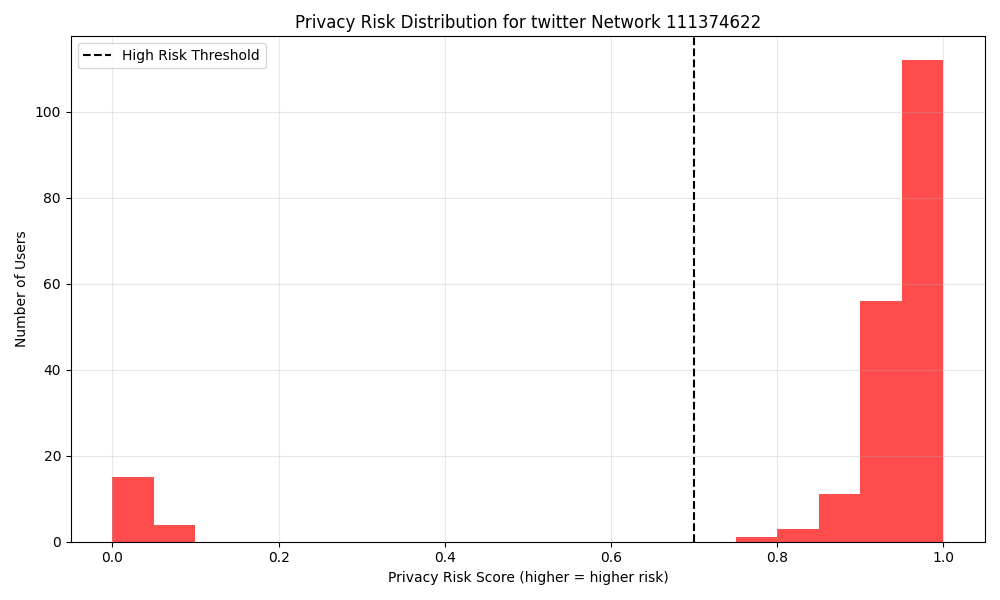 Privacy Risk Distribution for twitter Network 111374622
High Risk Threshold
Number of Users
100
80
60
40
20
0
0.0 0.2 0.4 0.6 0.8 1.0
Privacy Risk Score (higher = higher risk)